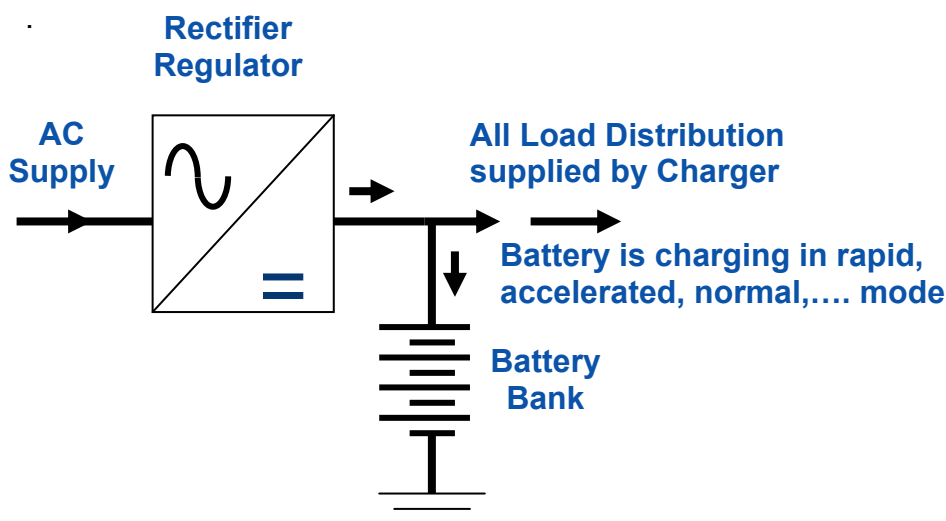 Rectifier
Regulator
AC
Supply
All Load Distribution
supplied by Charger
Battery is charging in rapid,
accelerated, normal,.... mode
Battery
Bank